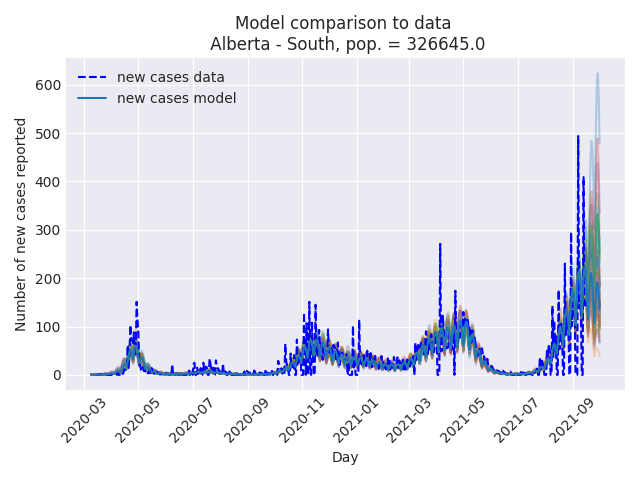 Model comparison to data
Alberta - South, pop. = 326645.0
new cases data
new cases model
Number of new cases reported
600
500
400
300
200
100
0
2020-03
2020-05
2020-07
2020-09
2020-11
2021-01
2021-03
2021-05
2021-07
2021-09
Day